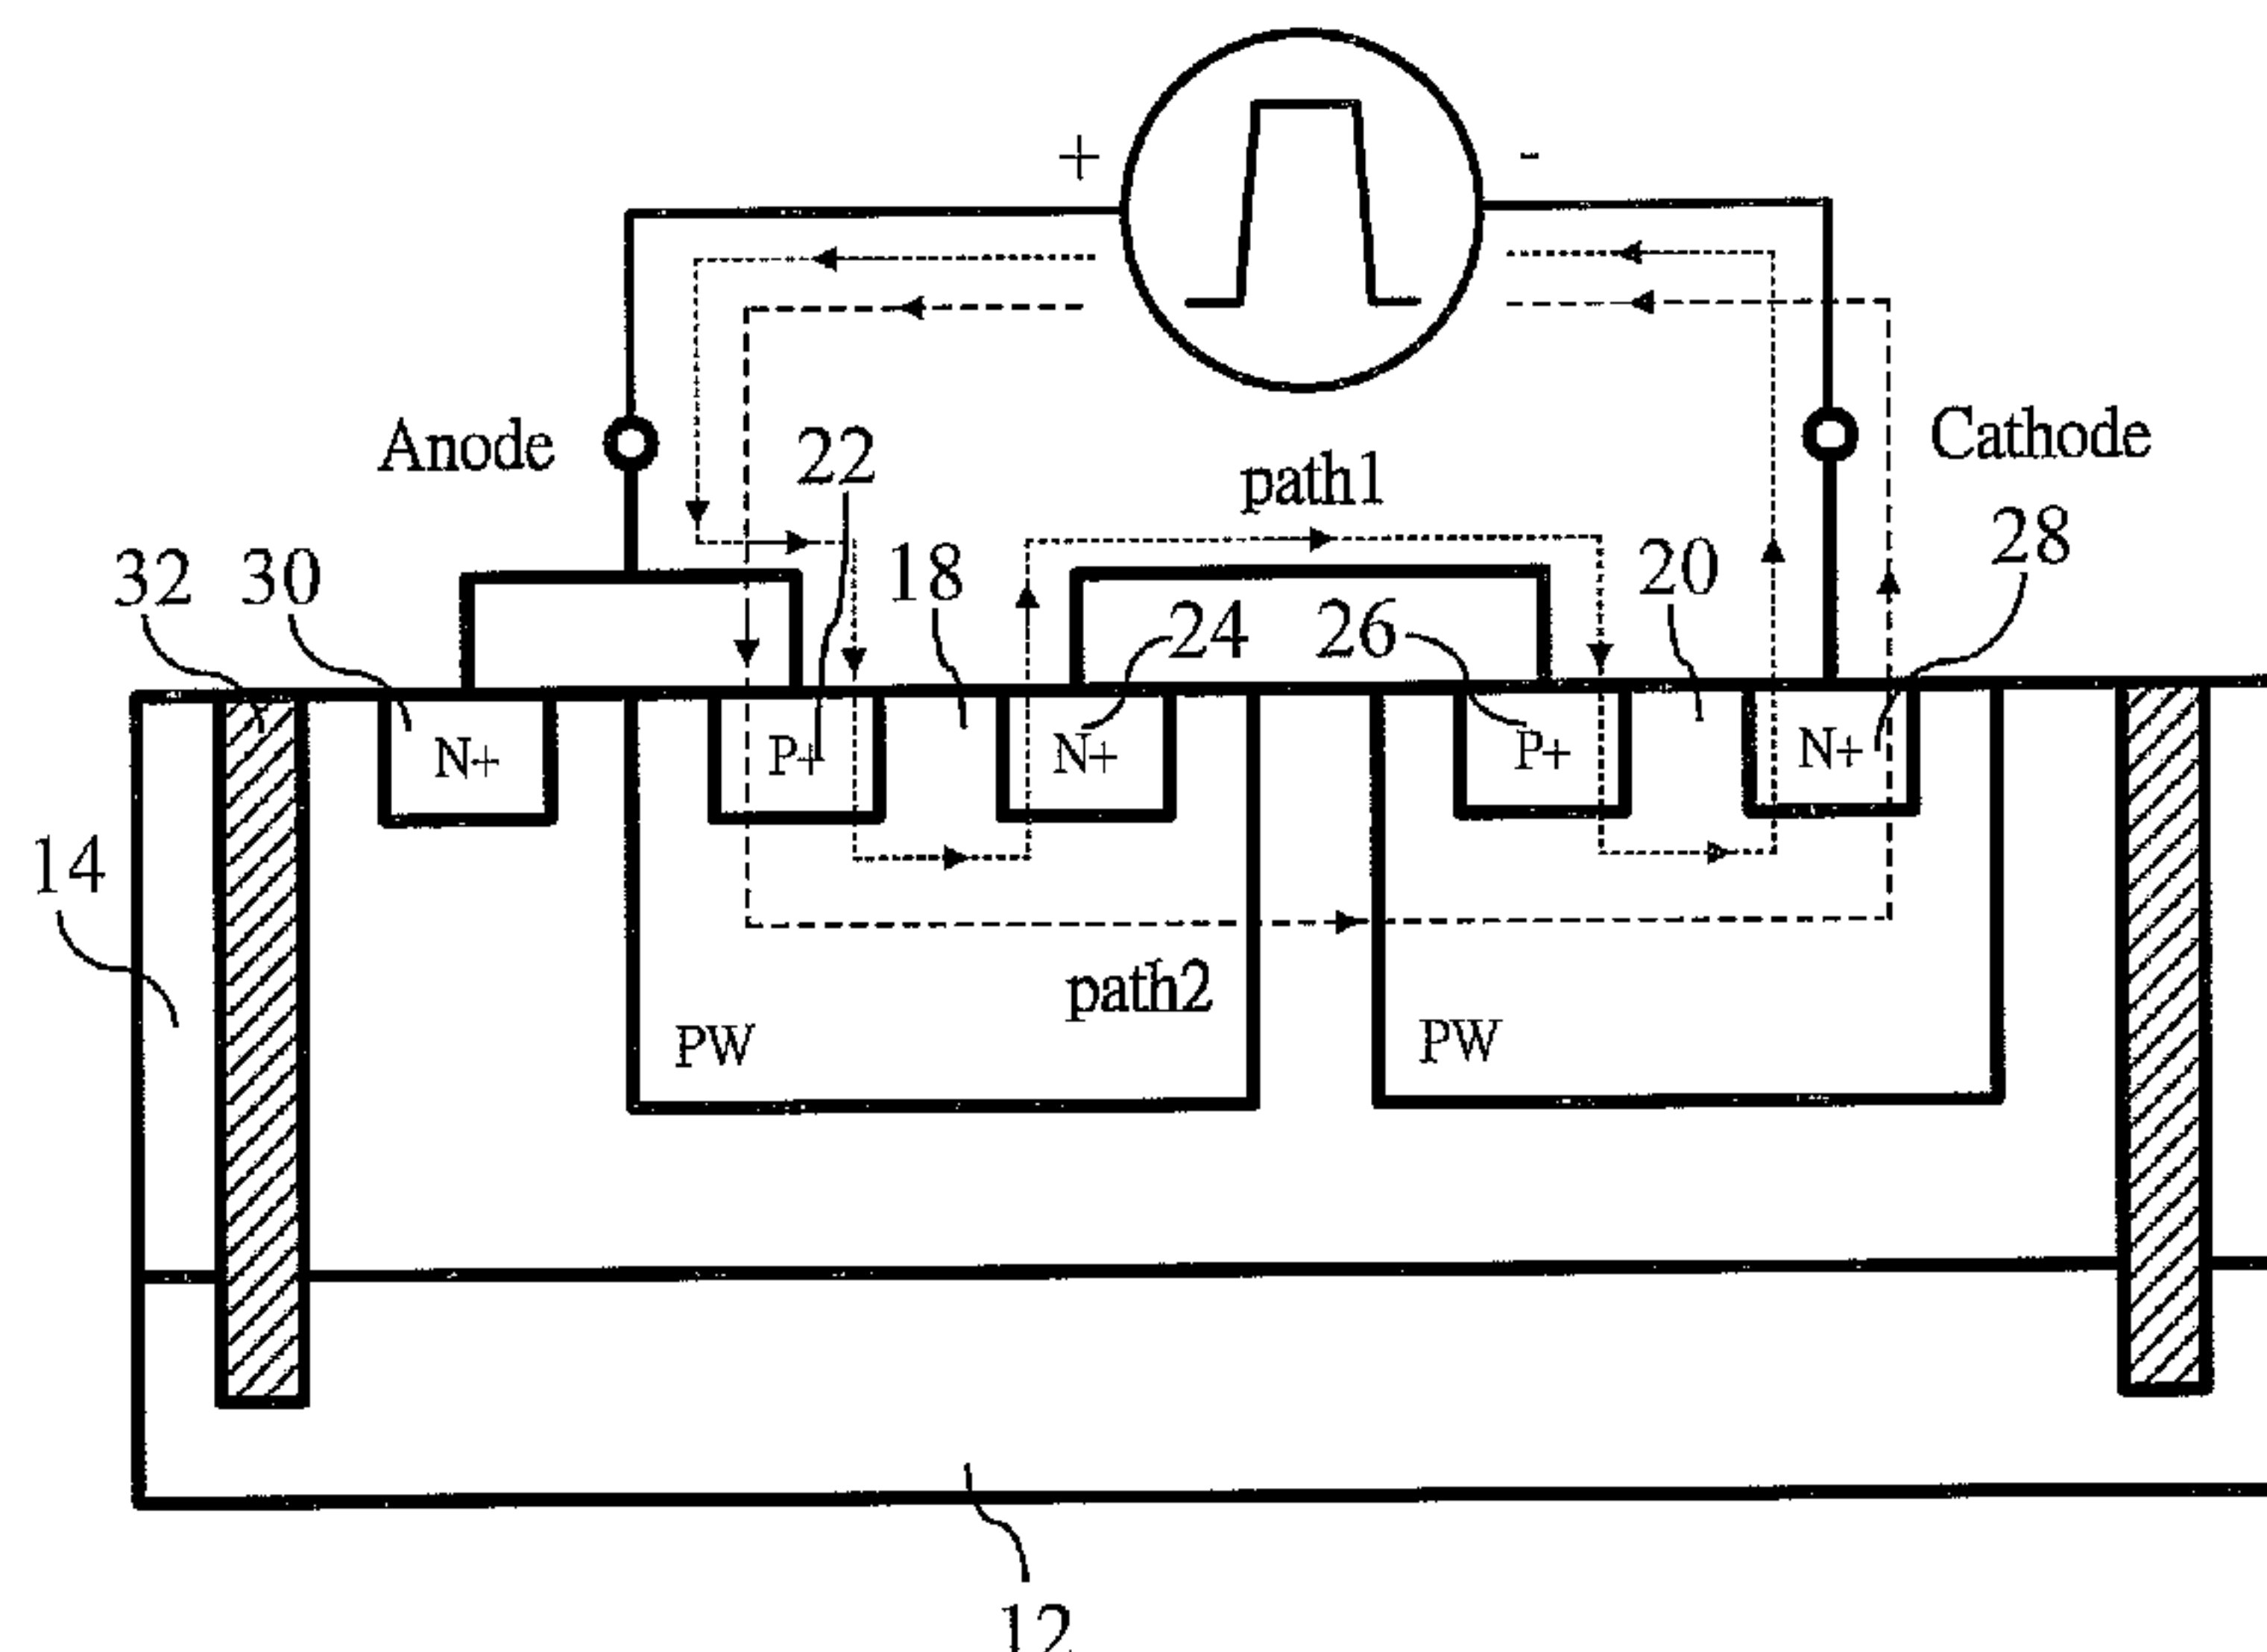 + -
Anode
Cathode
22
path1
32 30
18
20
28
24
26
N+
P+
N+
P+
N+
14
path2
PW
PW
12